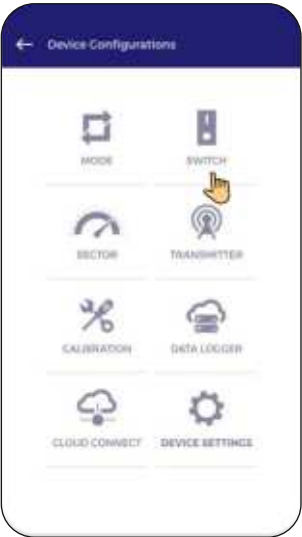 Device Configurations
MODE
SWITCH
SECTOR
TRANSMITTER
CALIBRATION
DATA LOGGER
CLOUD CONNECT
DEVICE SETTINGS